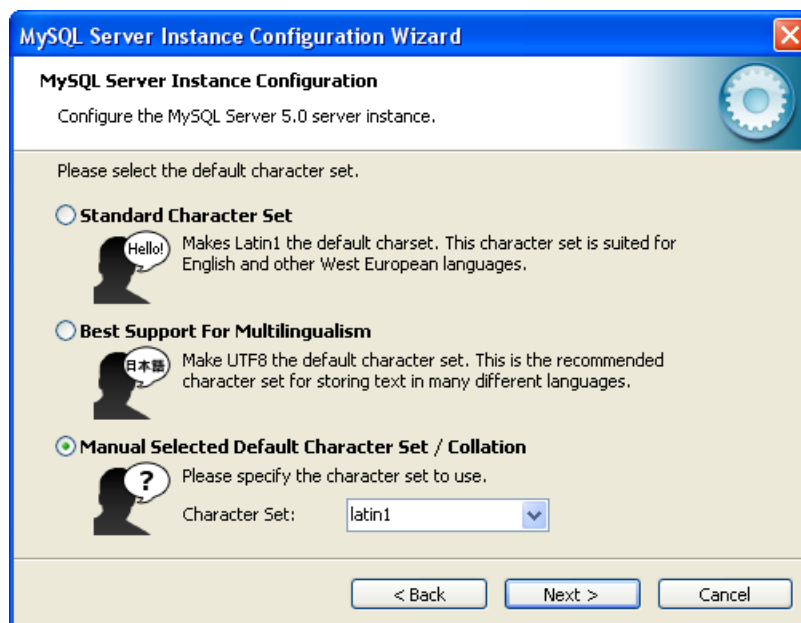 MySQL Server Instance Configuration Wizard
MySQL Server Instance Configuration
Configure the MySQL Server 5.0 server instance.
Please select the default character set.
Standard Character Set
Hello!
Makes Latin1 the default charset. This character set is suited for
English and other West European languages.
Best Support For Multilingualism
日本語
Make UTF8 the default character set. This is the recommended
character set for storing text in many different languages.
Manual Selected Default Character Set / Collation
?
Please specify the character set to use.
Character Set: latin1
< Back Next > Cancel